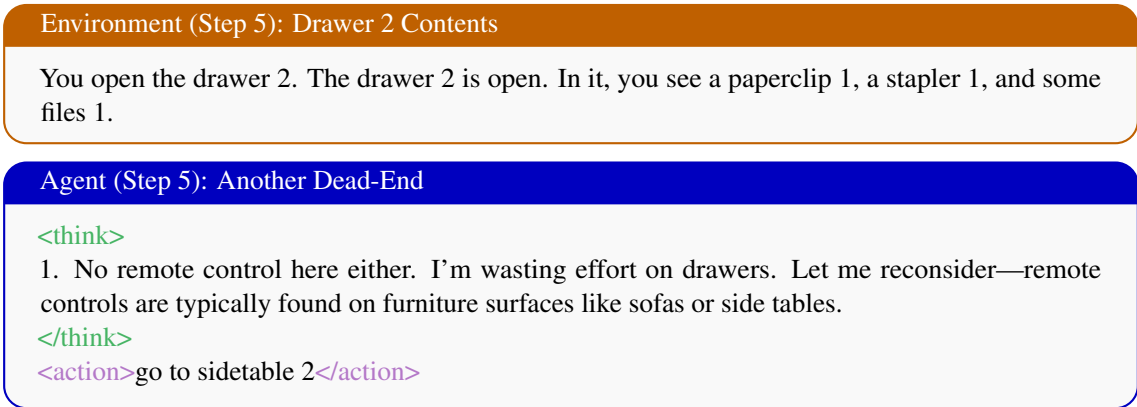 Environment (Step 5): Drawer 2 Contents
You open the drawer 2. The drawer 2 is open. In it, you see a paperclip 1, a stapler 1, and some
files 1.
Agent (Step 5): Another Dead-End
<think>
1. No remote control here either. I'm wasting effort on drawers. Let me reconsider—remote
controls are typically found on furniture surfaces like sofas or side tables.
</think>
<action>go to sidetable 2</action>